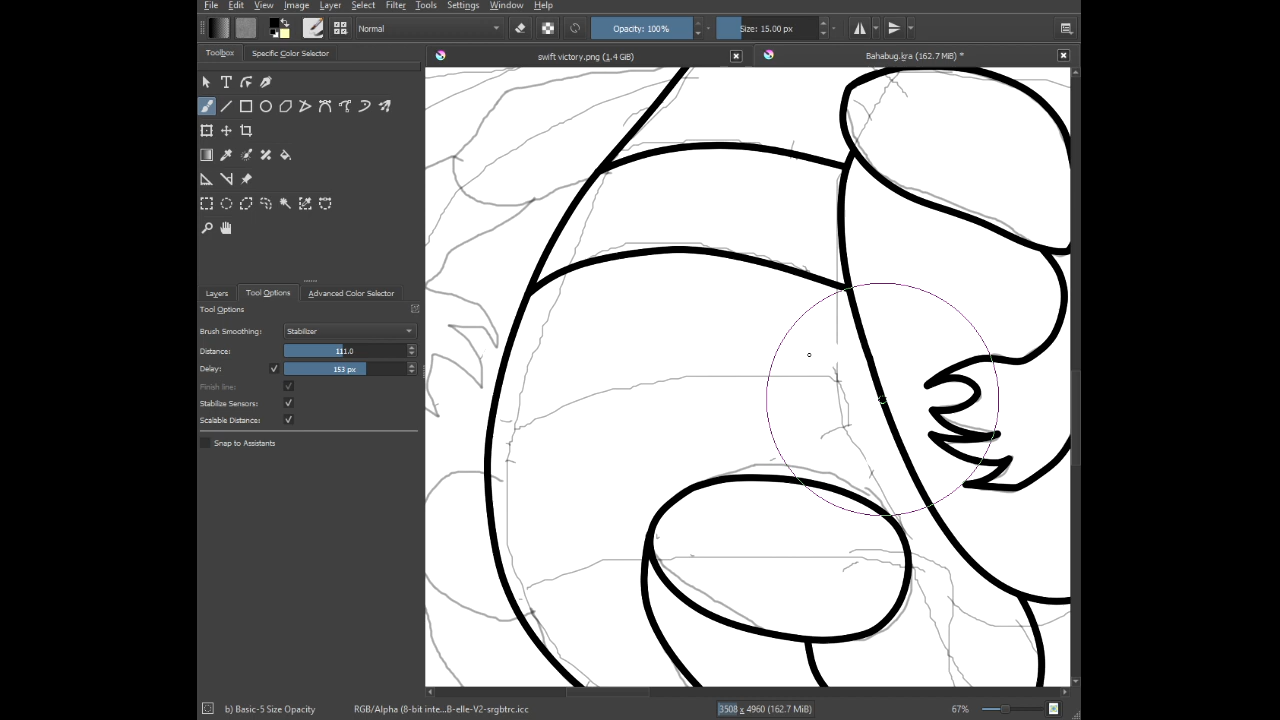 File Edit View Image Layer Select Filter Tools Settings Window Help
Normal Opacity: 100% Size: 15.00 px
Toolbox Specific Color Selector swift victory.png (1.4 GiB) Bahabug.kra (162.7 MiB) *
Layers Tool Options Advanced Color Selector
Tool Options
Brush Smoothing: Stabilizer
Distance: 111.0
Delay: 153 px
Finish line:
Stabilize Sensors:
Scalable Distance:
Snap to Assistants
b) Basic-5 Size Opacity RGB/Alpha (8-bit inte...B-elle-V2-srgbtrc.icc 3508 x 4960 (162.7 MiB) 67%